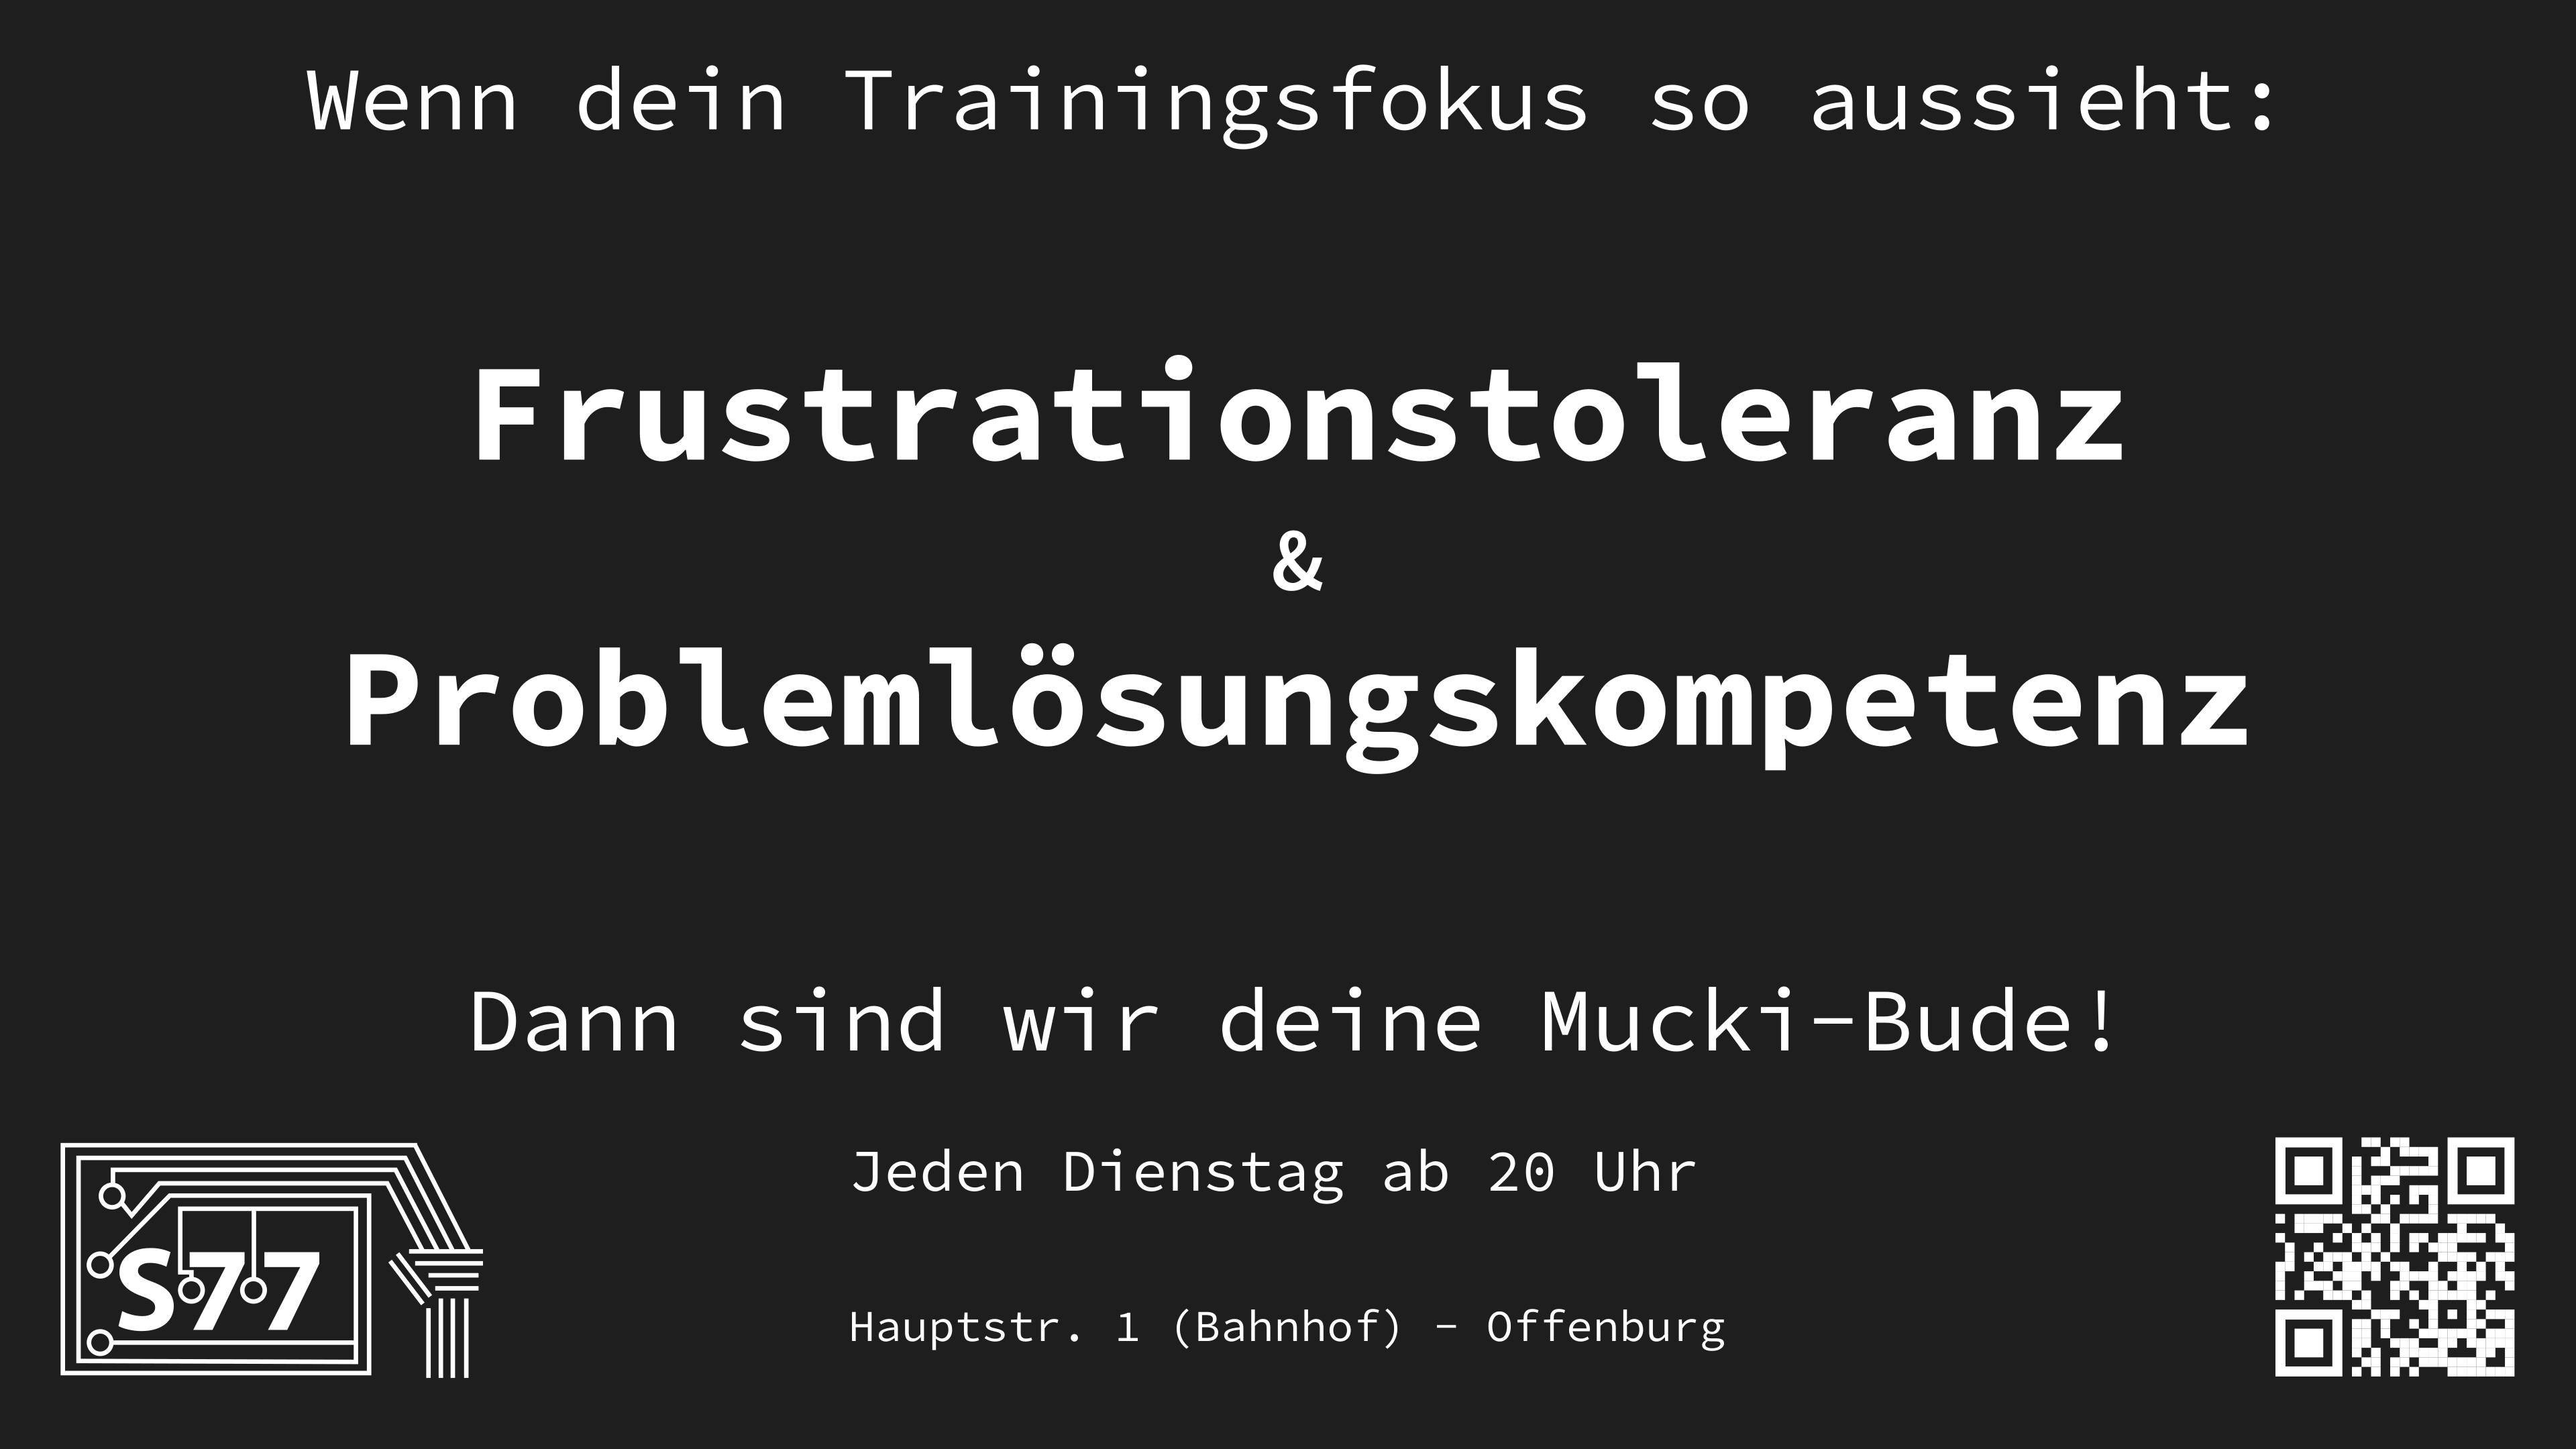 Wenn dein Trainingsfokus so aussieht:
Frustrationstoleranz
&
Problemlösungskompetenz
Dann sind wir deine Mucki-Bude!
Jeden Dienstag ab 20 Uhr
Hauptstr. 1 (Bahnhof) - Offenburg
S77